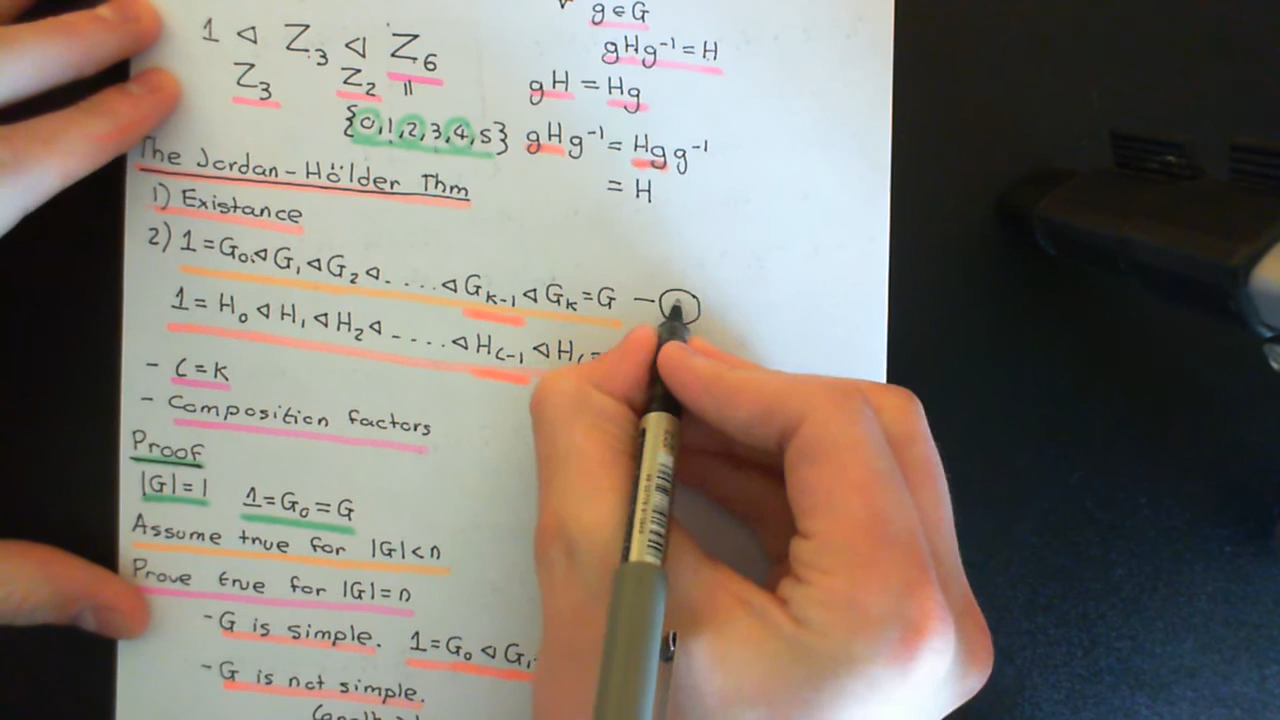 g∈G
1 ◁ Z₃ ◁ Z₆
gHg⁻¹ = H
Z₃ Z₂ =
gH = Hg
{0,1,2,3,4,5}
gHg⁻¹ = Hgg⁻¹
= H
The Jordan-Hölder Thm
1) Existance
2) 1 = G₀ ◁ G₁ ◁ G₂ ◁ ..... ◁ Gₖ₋₁ ◁ Gₖ = G —
1 = H₀ ◁ H₁ ◁ H₂ ◁ ..... ◁ H
- L = K
- Composition factors
Proof
|G| = 1 1 = G₀ = G
Assume true for |G| < n
Prove true for |G| = n
- G is simple. 1 = G₀ ◁ G₁
- G is not simple.